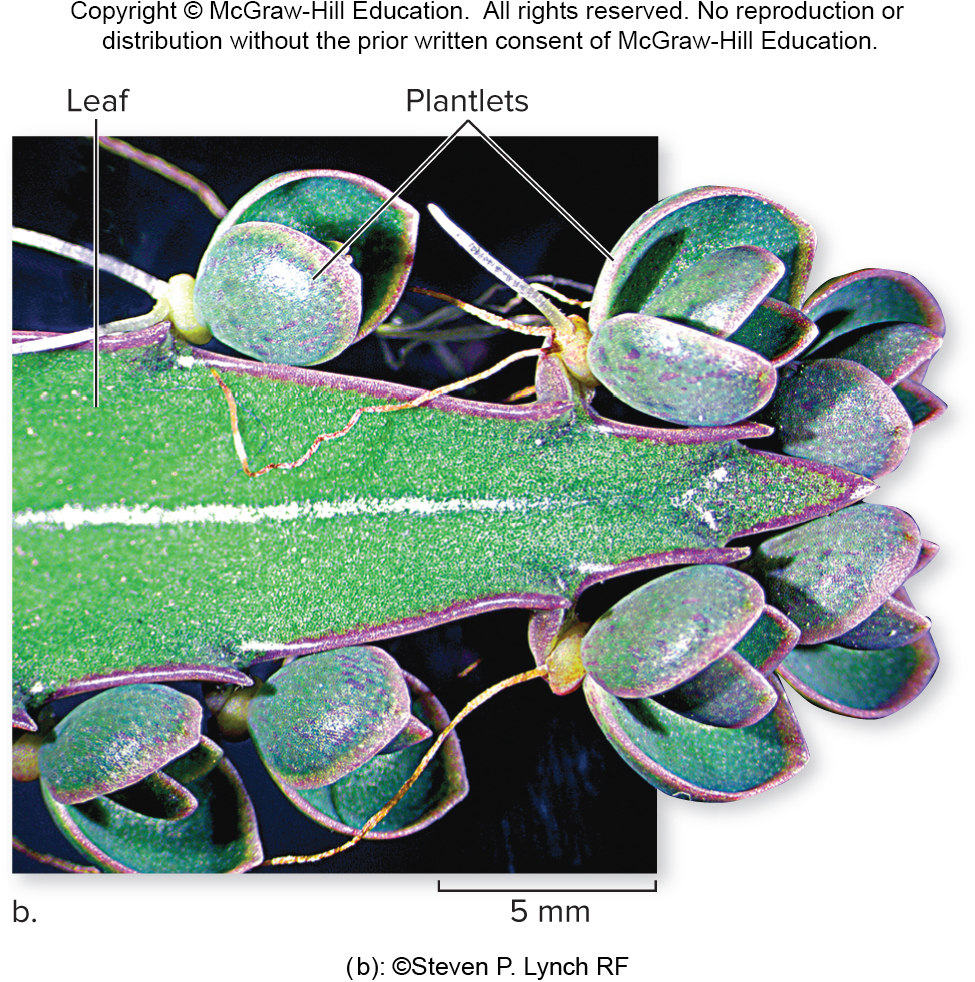 Copyright © McGraw-Hill Education.  All rights reserved. No reproduction or
distribution without the prior written consent of McGraw-Hill Education.
Leaf
Plantlets
5 mm
b.
(b): ©Steven P. Lynch RF